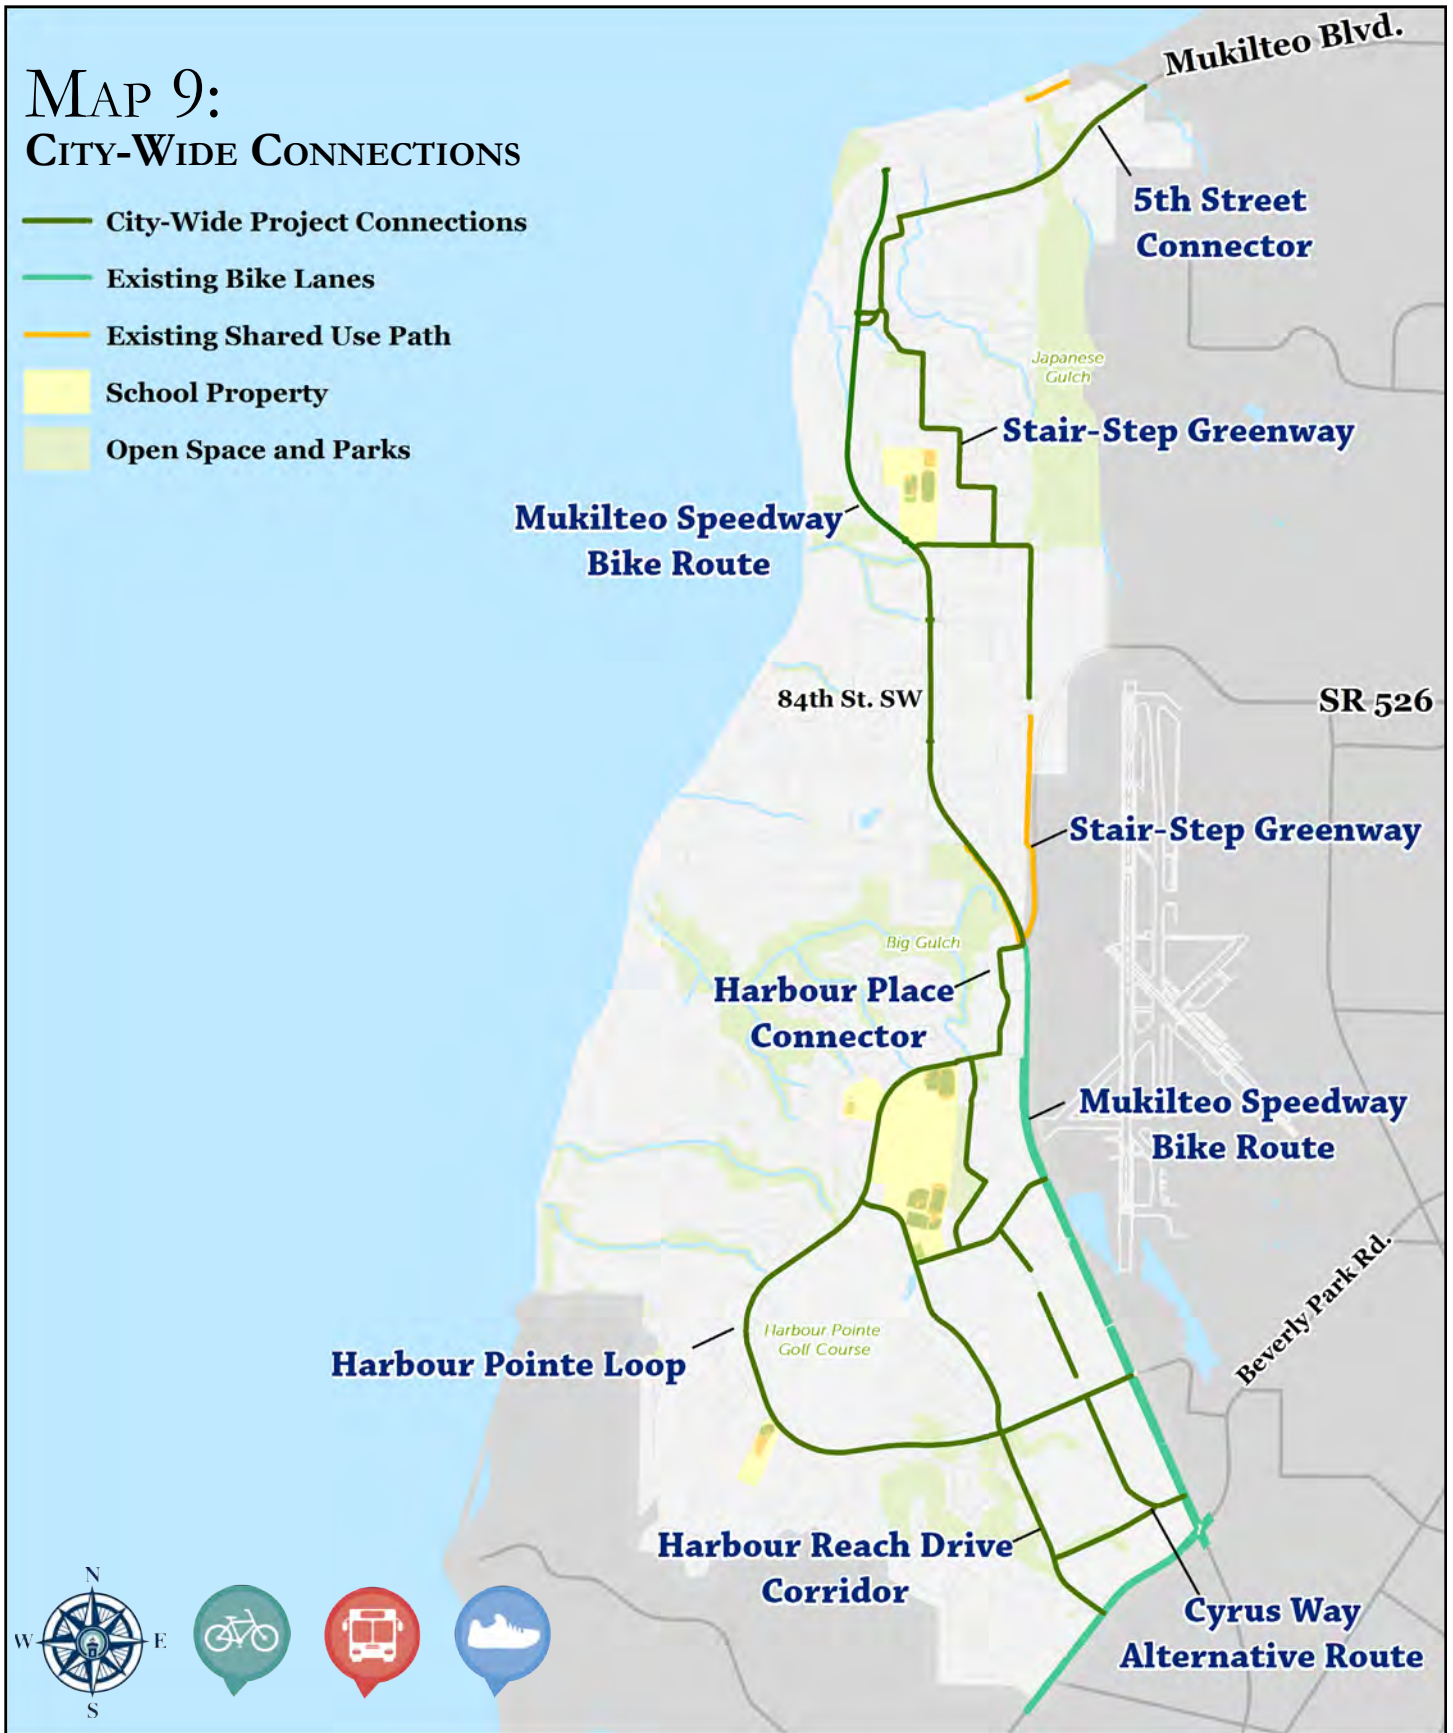 MAP 9:
CITY-WIDE CONNECTIONS
City-Wide Project Connections
Existing Bike Lanes
Existing Shared Use Path
School Property
Open Space and Parks
Mukilteo Blvd.
5th Street
Connector
Japanese
Gulch
Stair-Step Greenway
Mukilteo Speedway
Bike Route
84th St. SW
SR 526
Stair-Step Greenway
Big Gulch
Harbour Place
Connector
Mukilteo Speedway
Bike Route
Beverly Park Rd.
Harbour Pointe
Golf Course
Harbour Pointe Loop
Harbour Reach Drive
Corridor
Cyrus Way
Alternative Route
N
W E
S